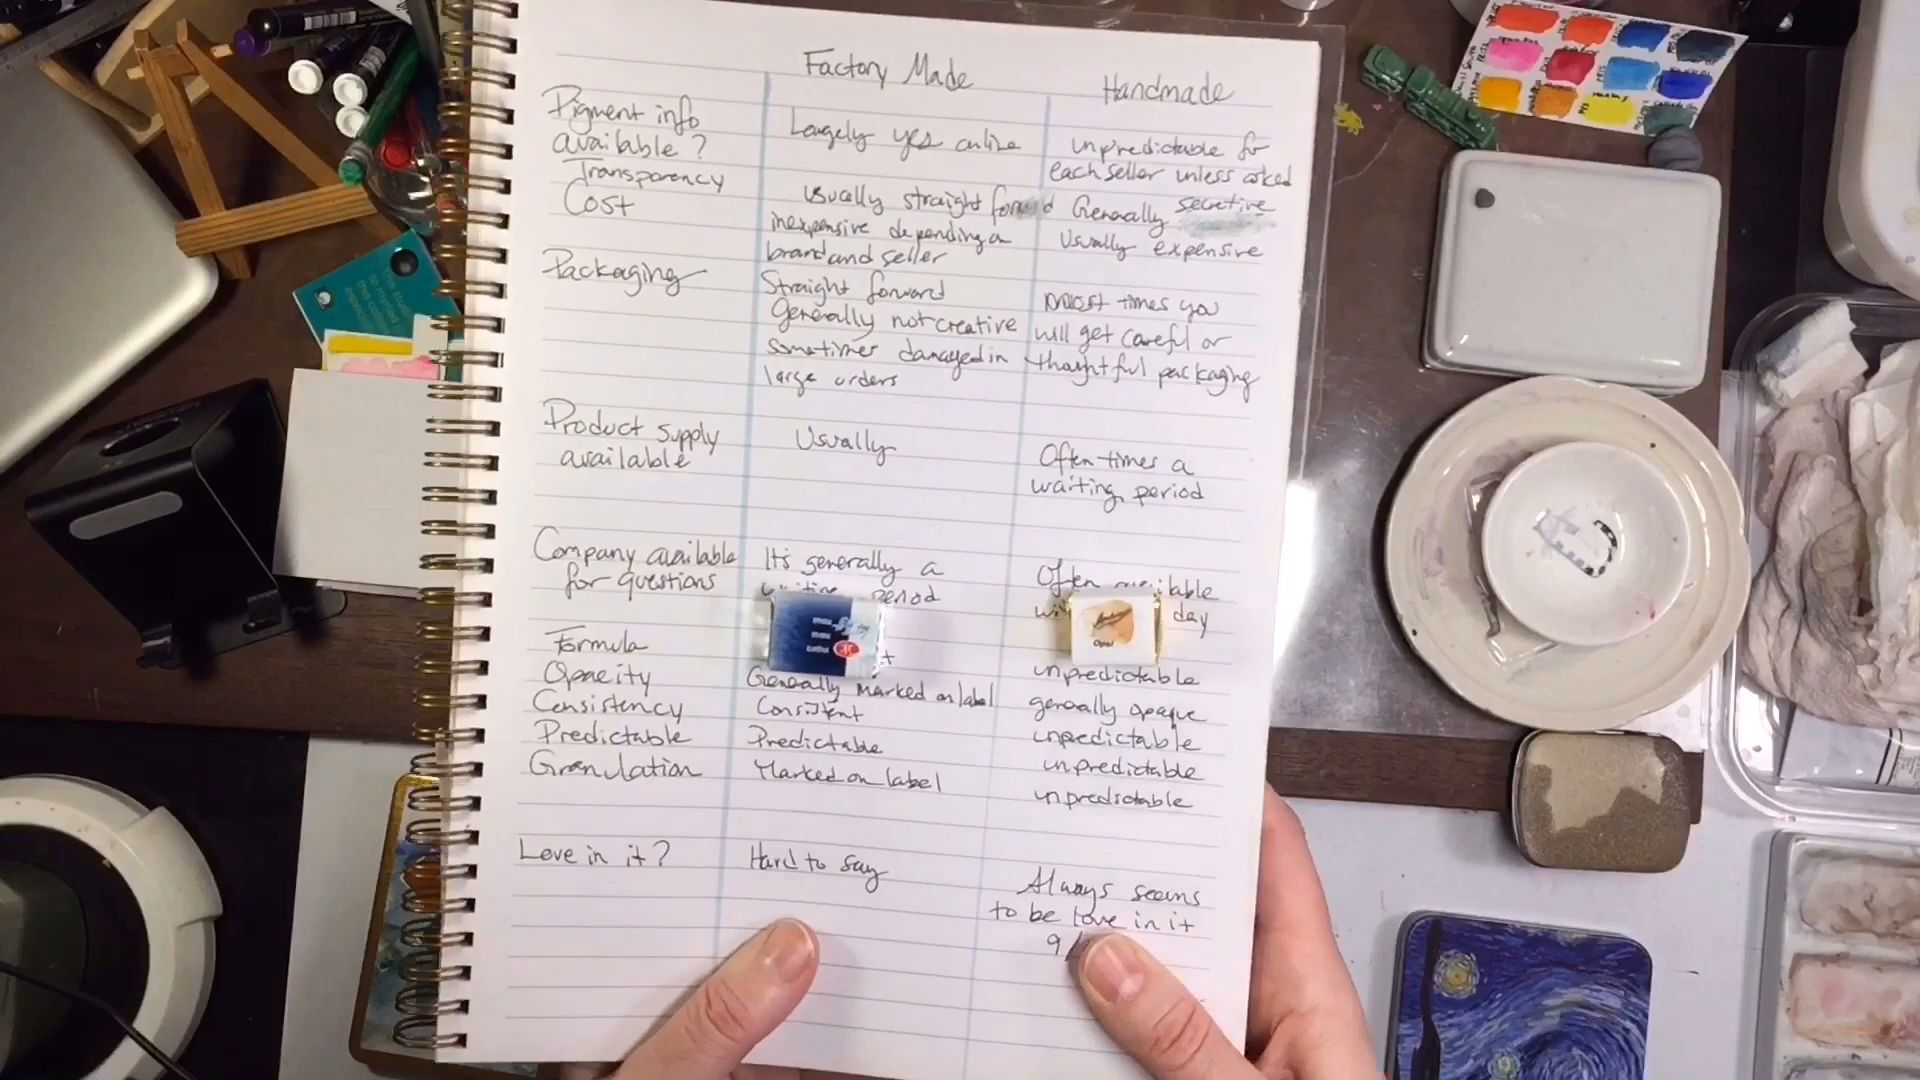 Factory Made
Handmade
Pigment info
available?
Largely yes online
unpredictable for
each seller unless asked
Transparency
usually straight forward
Generally secretive
Cost
inexpensive depending on
brand and seller
Usually expensive
Packaging
Straight forward
Generally not creative
sometimes damaged in
large orders
most times you
will get careful or
thoughtful packaging
Product supply
available
Usually
Often times a
waiting period
Company available
for questions
It's generally a
period
Often available
day
Formula
unpredictable
Opacity
Generally marked on label
generally opaque
Consistency
Consistent
unpredictable
Predictable
Predictable
unpredictable
Granulation
Marked on label
unpredictable
Love in it?
Hard to say
Always seems
to be love in it
9/
Opal